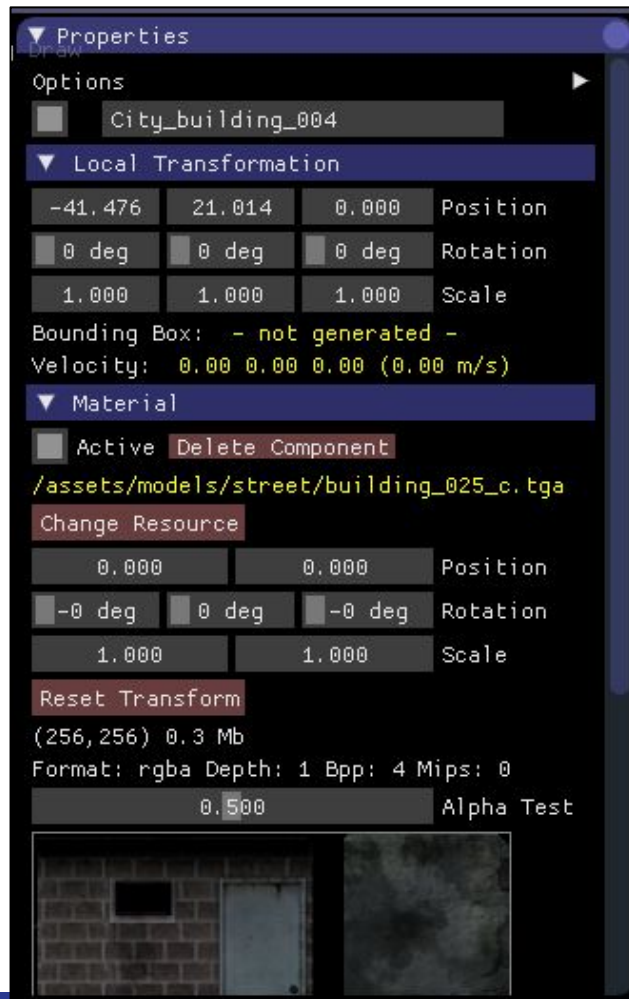 Properties
Draw
Options
City_building_004
Local Transformation
-41.476 21.014 0.000 Position
0 deg 0 deg 0 deg Rotation
1.000 1.000 1.000 Scale
Bounding Box: - not generated -
Velocity: 0.00 0.00 0.00 (0.00 m/s)
Material
Active Delete Component
/assets/models/street/building_025_c.tga
Change Resource
0.000 0.000 Position
-0 deg 0 deg -0 deg Rotation
1.000 1.000 Scale
Reset Transform
(256,256) 0.3 Mb
Format: rgba Depth: 1 Bpp: 4 Mips: 0
0.500 Alpha Test